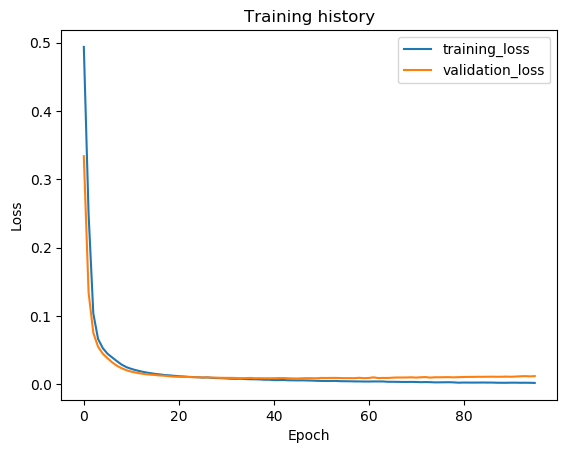 Training history
training_loss
validation_loss
0.5
0.4
0.3
0.2
0.1
0.0
Loss
0 20 40 60 80
Epoch